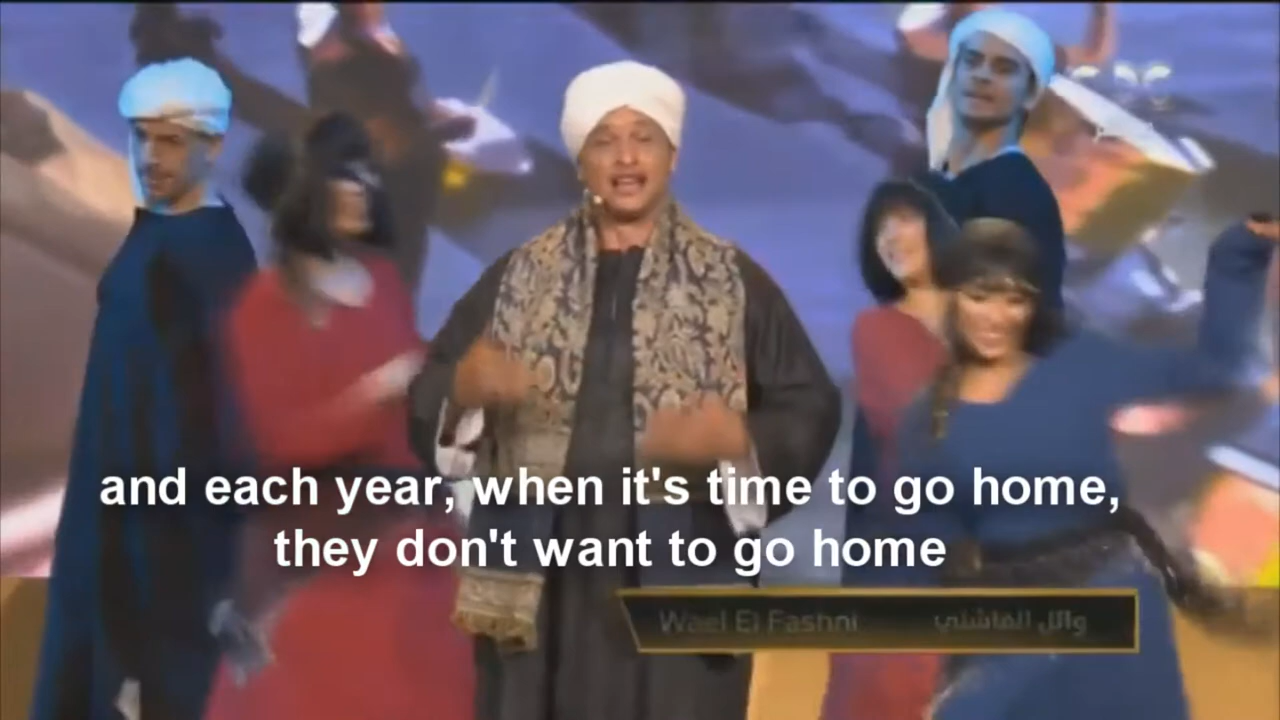 and each year, when it's time to go home,
they don't want to go home
Wael El Fashni وائل الفاشني